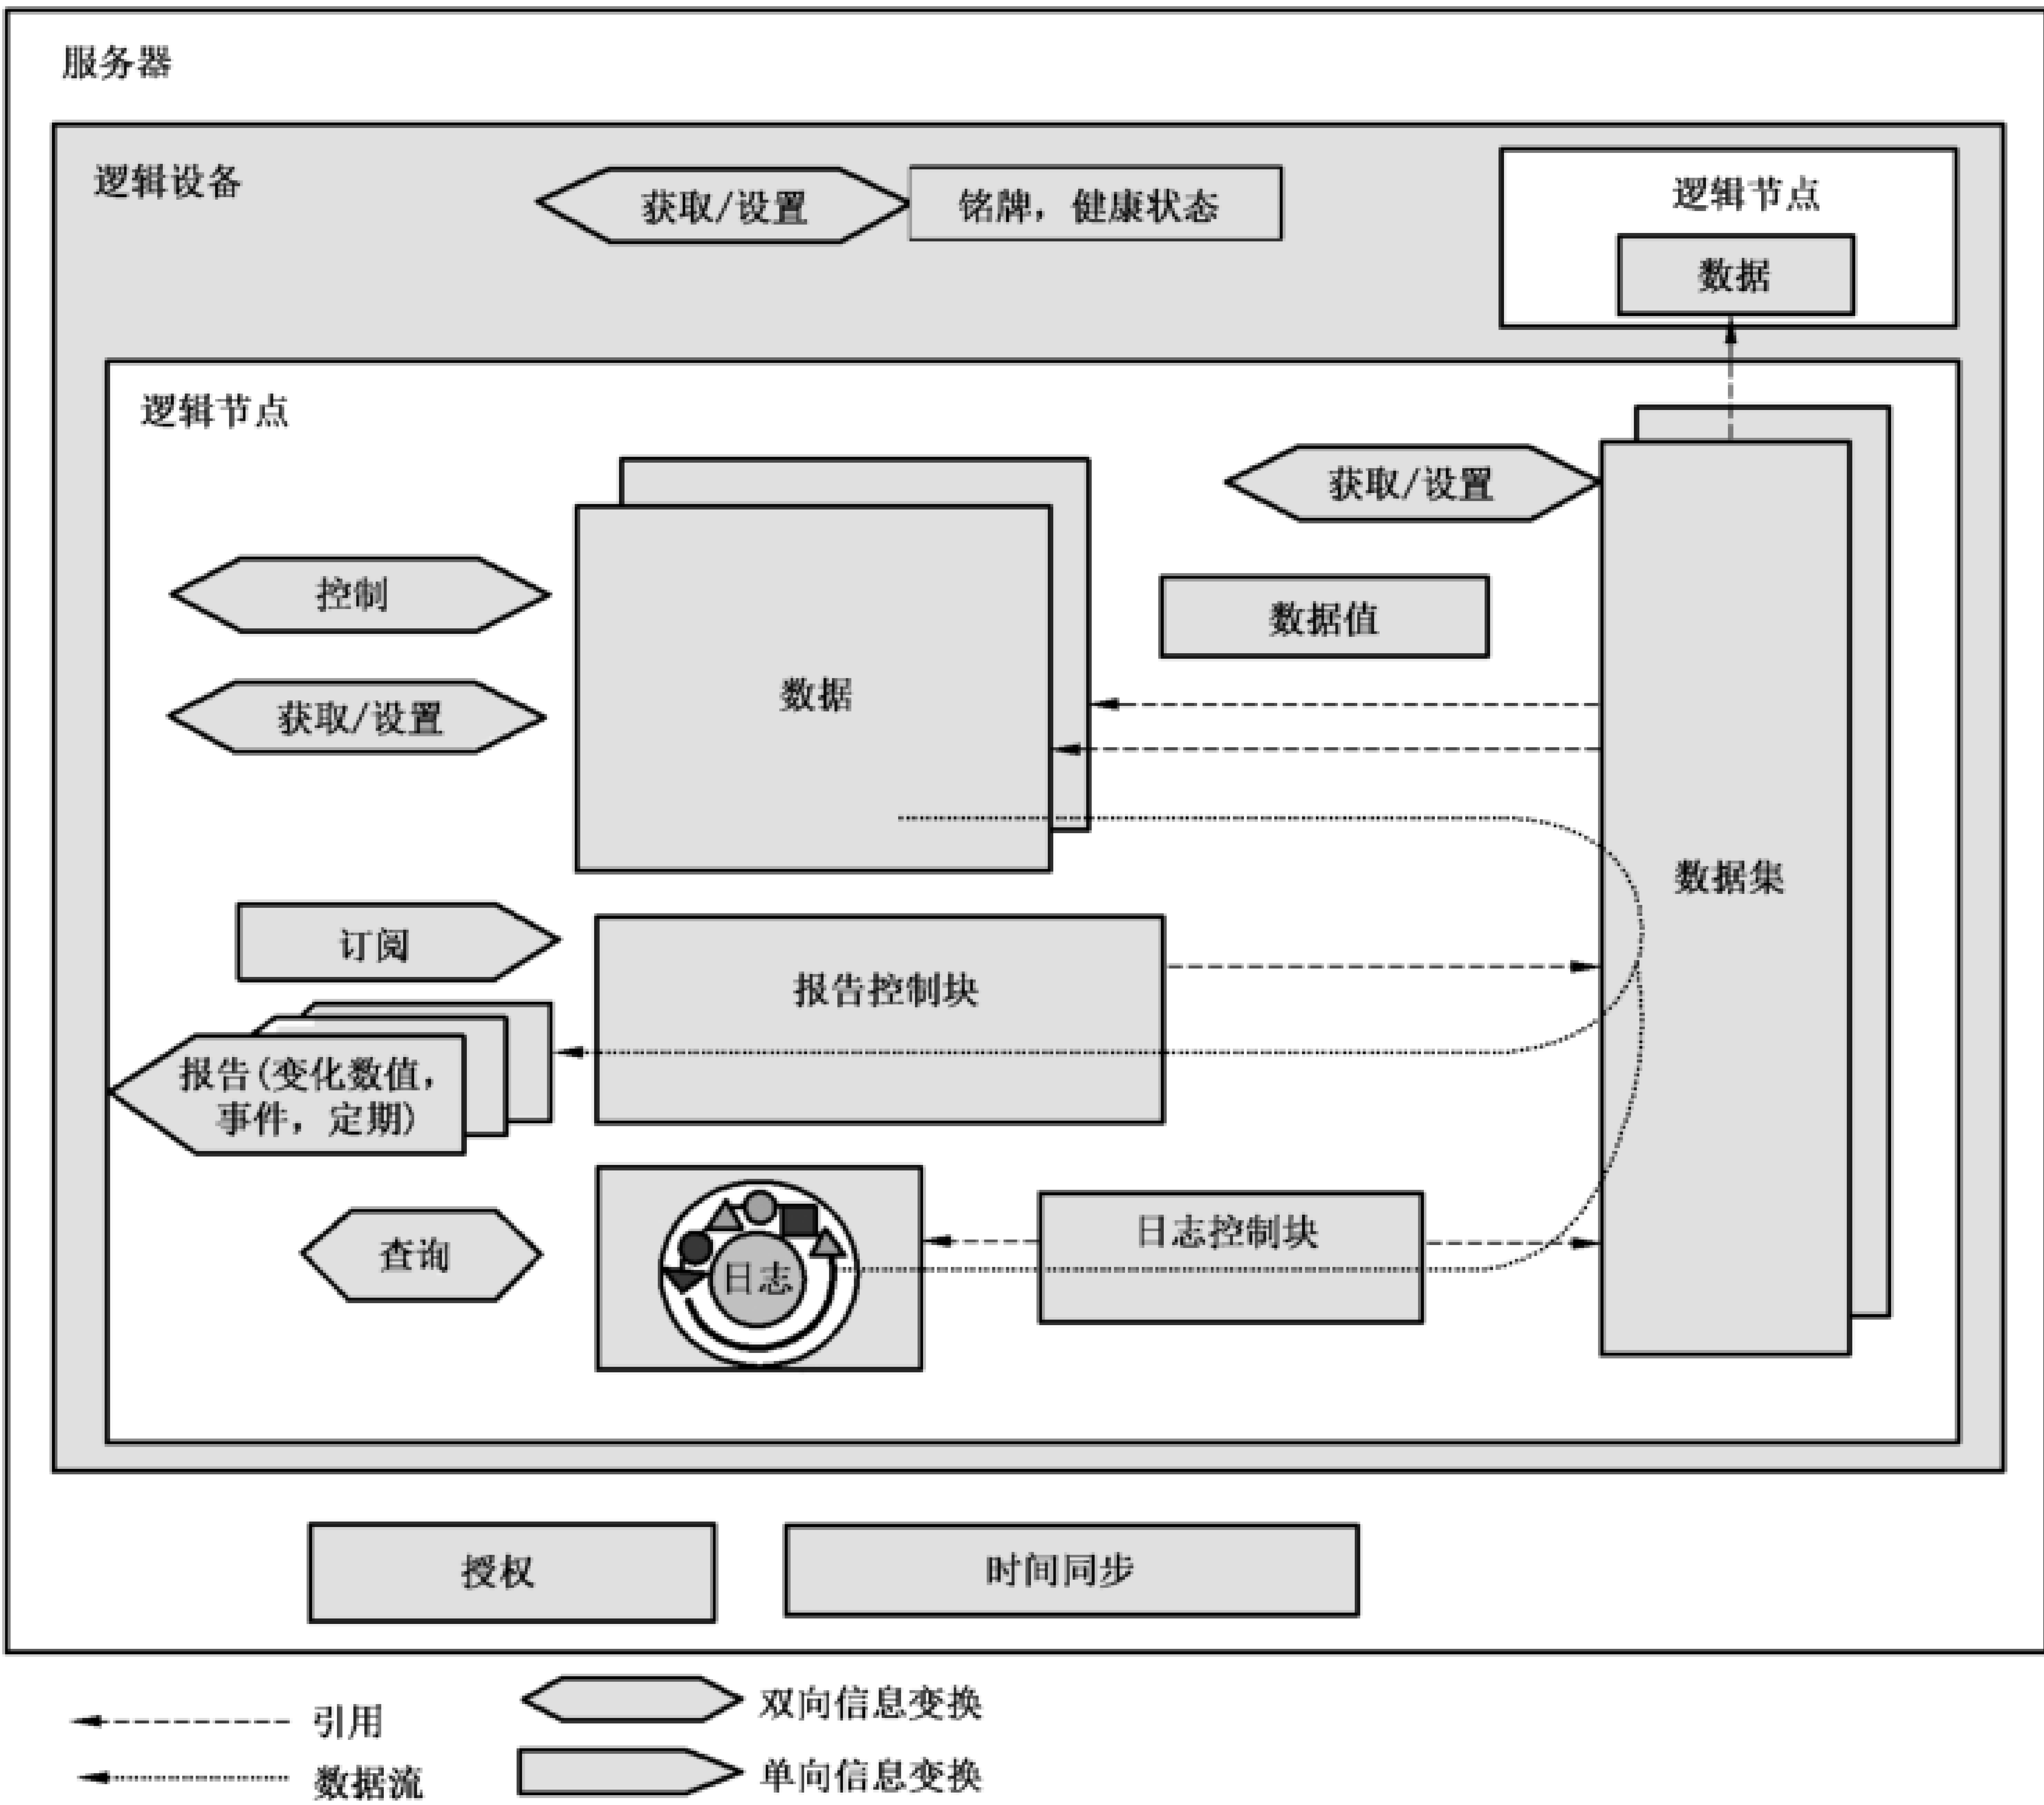 服务器
逻辑设备
获取/设置
铭牌，健康状态
逻辑节点
数据
逻辑节点
获取/设置
控制
数据值
获取/设置
数据
数据集
订阅
报告控制块
报告(变化数值，
事件，定期)
查询
日志
日志控制块
授权
时间同步
引用
双向信息变换
数据流
单向信息变换